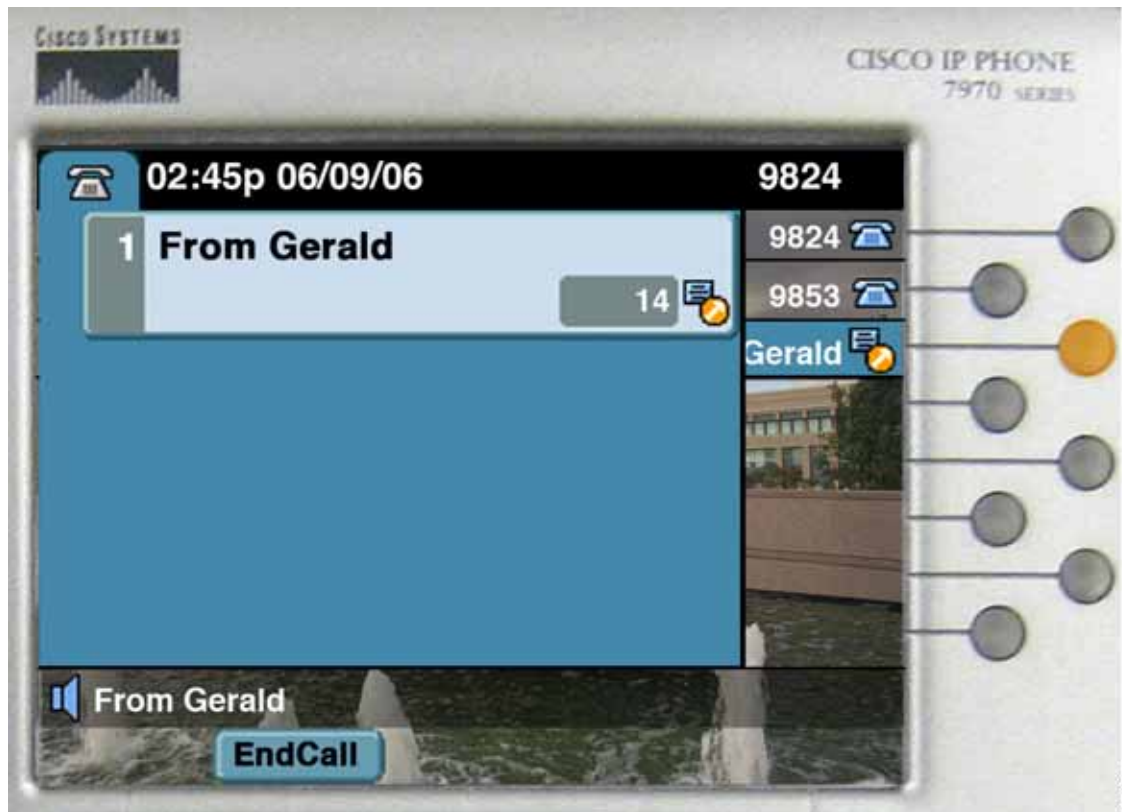 CISCO SYSTEMS
CISCO IP PHONE
7970 SERIES
02:45p 06/09/06
9824
1 From Gerald
14
9824
9853
Gerald
From Gerald
EndCall